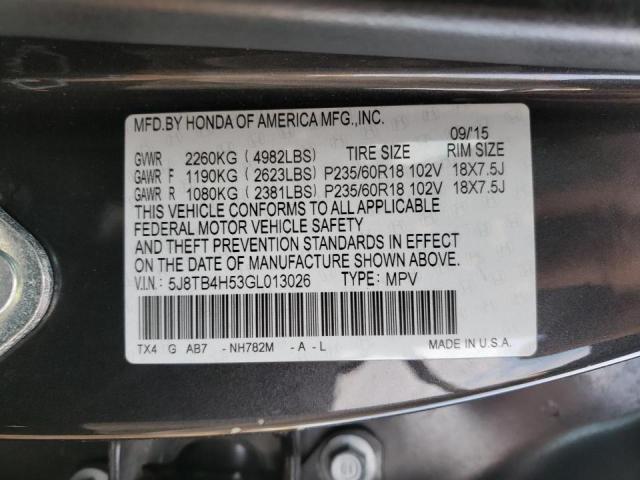 MFD.BY HONDA OF AMERICA MFG.,INC.
09/15
GVWR 2260KG (4982LBS) TIRE SIZE RIM SIZE
GAWR F 1190KG (2623LBS) P235/60R18 102V 18X7.5J
GAWR R 1080KG (2381LBS) P235/60R18 102V 18X7.5J
THIS VEHICLE CONFORMS TO ALL APPLICABLE
FEDERAL MOTOR VEHICLE SAFETY
AND THEFT PREVENTION STANDARDS IN EFFECT
ON THE DATE OF MANUFACTURE SHOWN ABOVE.
V.I.N.: 5J8TB4H53GL013026 TYPE: MPV
TX4 G AB7 -NH782M -A -L MADE IN U.S.A.